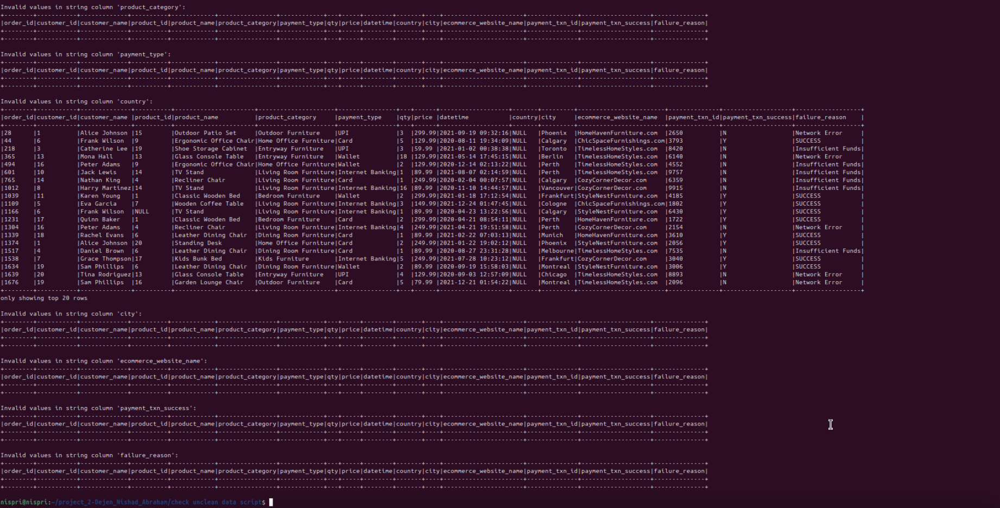 Invalid values in string column 'product_category':
+--------+-----------+-------------+----------+------------+----------------+------------+---+-----+--------+-------+----+----------------------+--------------+-------------------+--------------+
|order_id|customer_id|customer_name|product_id|product_name|product_category|payment_type|qty|price|datetime|country|city|ecommerce_website_name|payment_txn_id|payment_txn_success|failure_reason|
+--------+-----------+-------------+----------+------------+----------------+------------+---+-----+--------+-------+----+----------------------+--------------+-------------------+--------------+
+--------+-----------+-------------+----------+------------+----------------+------------+---+-----+--------+-------+----+----------------------+--------------+-------------------+--------------+
Invalid values in string column 'payment_type':
+--------+-----------+-------------+----------+------------+----------------+------------+---+-----+--------+-------+----+----------------------+--------------+-------------------+--------------+
|order_id|customer_id|customer_name|product_id|product_name|product_category|payment_type|qty|price|datetime|country|city|ecommerce_website_name|payment_txn_id|payment_txn_success|failure_reason|
+--------+-----------+-------------+----------+------------+----------------+------------+---+-----+--------+-------+----+----------------------+--------------+-------------------+--------------+
+--------+-----------+-------------+----------+------------+----------------+------------+---+-----+--------+-------+----+----------------------+--------------+-------------------+--------------+
Invalid values in string column 'country':
+--------+-----------+--------------+----------+----------------------+---------------------+----------------+---+------+-------------------+-------+---------+------------------------+--------------+-------------------+------------------+
|order_id|customer_id|customer_name |product_id|product_name          |product_category     |payment_type    |qty|price |datetime           |country|city     |ecommerce_website_name  |payment_txn_id|payment_txn_success|failure_reason    |
+--------+-----------+--------------+----------+----------------------+---------------------+----------------+---+------+-------------------+-------+---------+------------------------+--------------+-------------------+------------------+
|28      |1          |Alice Johnson |15        |Outdoor Patio Set     |Outdoor Furniture    |UPI             |3  |299.99|2021-09-19 09:32:16|NULL   |Phoenix  |HomeHavenFurniture.com  |2650          |N                  |Network Error     |
|44      |6          |Frank Wilson  |9         |Ergonomic Office Chair|Home Office Furniture|Card            |5  |129.99|2020-08-11 19:34:09|NULL   |Calgary  |ChicSpaceFurnishings.com|3793          |Y                  |SUCCESS           |
|218     |3          |Catherine Lee |19        |Shoe Storage Cabinet  |Entryway Furniture   |UPI             |3  |59.99 |2021-01-02 00:38:38|NULL   |Toronto  |TimelessHomeStyles.com  |8420          |N                  |Insufficient Funds|
|365     |13         |Mona Hall     |13        |Glass Console Table   |Entryway Furniture   |Wallet          |18 |129.99|2021-05-14 17:45:15|NULL   |Berlin   |TimelessHomeStyles.com  |6140          |N                  |Network Error     |
|494     |16         |Peter Adams   |9         |Ergonomic Office Chair|Home Office Furniture|Wallet          |2  |129.99|2020-12-14 02:13:22|NULL   |Perth    |TimelessHomeStyles.com  |4552          |N                  |Insufficient Funds|
|601     |10         |Jack Lewis    |14        |TV Stand              |Living Room Furniture|Internet Banking|1  |89.99 |2021-08-07 02:14:59|NULL   |Perth    |TimelessHomeStyles.com  |9757          |N                  |Insufficient Funds|
|765     |14         |Nathan King   |4         |Recliner Chair        |Living Room Furniture|Card            |1  |249.99|2020-02-04 00:07:57|NULL   |Calgary  |CozyCornerDecor.com     |6359          |N                  |Insufficient Funds|
|1012    |8          |Harry Martinez|14        |TV Stand              |Living Room Furniture|Internet Banking|16 |89.99 |2020-11-10 14:44:57|NULL   |Vancouver|CozyCornerDecor.com     |9915          |N                  |Insufficient Funds|
|1039    |11         |Karen Young   |1         |Classic Wooden Bed    |Bedroom Furniture    |Wallet          |2  |299.99|2021-01-18 17:12:54|NULL   |Frankfurt|StyleNestFurniture.com  |4185          |Y                  |SUCCESS           |
|1109    |5          |Eva Garcia    |7         |Wooden Coffee Table   |Living Room Furniture|Internet Banking|3  |149.99|2021-12-24 01:47:45|NULL   |Cologne  |ChicSpaceFurnishings.com|1802          |Y                  |SUCCESS           |
|1166    |6          |Frank Wilson  |NULL      |TV Stand              |Living Room Furniture|Internet Banking|1  |89.99 |2020-04-23 13:22:56|NULL   |Calgary  |StyleNestFurniture.com  |6430          |Y                  |SUCCESS           |
|1231    |17         |Quinn Baker   |1         |Classic Wooden Bed    |Bedroom Furniture    |Card            |2  |299.99|2020-04-21 08:54:11|NULL   |Perth    |HomeHavenFurniture.com  |1722          |Y                  |SUCCESS           |
|1304    |16         |Peter Adams   |4         |Recliner Chair        |Living Room Furniture|Internet Banking|4  |249.99|2021-04-21 19:51:58|NULL   |Perth    |CozyCornerDecor.com     |2154          |N                  |Network Error     |
|1339    |18         |Rachel Evans  |6         |Leather Dining Chair  |Dining Room Furniture|Card            |1  |89.99 |2021-02-22 07:03:13|NULL   |Munich   |HomeHavenFurniture.com  |3610          |Y                  |SUCCESS           |
|1374    |1          |Alice Johnson |20        |Standing Desk         |Home Office Furniture|Card            |2  |249.99|2021-01-22 19:02:12|NULL   |Phoenix  |StyleNestFurniture.com  |2056          |Y                  |SUCCESS           |
|1517    |4          |Daniel Brown  |6         |Leather Dining Chair  |Dining Room Furniture|Card            |1  |89.99 |2020-08-27 23:31:28|NULL   |Melbourne|TimelessHomeStyles.com  |7535          |N                  |Insufficient Funds|
|1538    |7          |Grace Thompson|17        |Kids Bunk Bed         |Kids Furniture       |Internet Banking|5  |249.99|2021-07-28 10:23:12|NULL   |Frankfurt|CozyCornerDecor.com     |3040          |Y                  |SUCCESS           |
|1634    |19         |Sam Phillips  |6         |Leather Dining Chair  |Dining Room Furniture|Wallet          |2  |89.99 |2020-09-19 15:58:03|NULL   |Montreal |StyleNestFurniture.com  |3006          |Y                  |SUCCESS           |
|1639    |20         |Tina Rodriguez|13        |Glass Console Table   |Entryway Furniture   |UPI             |4  |129.99|2020-09-03 12:57:09|NULL   |Chicago  |TimelessHomeStyles.com  |8893          |N                  |Network Error     |
|1676    |19         |Sam Phillips  |16        |Garden Lounge Chair   |Outdoor Furniture    |Card            |5  |79.99 |2021-12-21 01:54:22|NULL   |Montreal |TimelessHomeStyles.com  |2096          |N                  |Network Error     |
+--------+-----------+--------------+----------+----------------------+---------------------+----------------+---+------+-------------------+-------+---------+------------------------+--------------+-------------------+------------------+
only showing top 20 rows
Invalid values in string column 'city':
+--------+-----------+-------------+----------+------------+----------------+------------+---+-----+--------+-------+----+----------------------+--------------+-------------------+--------------+
|order_id|customer_id|customer_name|product_id|product_name|product_category|payment_type|qty|price|datetime|country|city|ecommerce_website_name|payment_txn_id|payment_txn_success|failure_reason|
+--------+-----------+-------------+----------+------------+----------------+------------+---+-----+--------+-------+----+----------------------+--------------+-------------------+--------------+
+--------+-----------+-------------+----------+------------+----------------+------------+---+-----+--------+-------+----+----------------------+--------------+-------------------+--------------+
Invalid values in string column 'ecommerce_website_name':
+--------+-----------+-------------+----------+------------+----------------+------------+---+-----+--------+-------+----+----------------------+--------------+-------------------+--------------+
|order_id|customer_id|customer_name|product_id|product_name|product_category|payment_type|qty|price|datetime|country|city|ecommerce_website_name|payment_txn_id|payment_txn_success|failure_reason|
+--------+-----------+-------------+----------+------------+----------------+------------+---+-----+--------+-------+----+----------------------+--------------+-------------------+--------------+
+--------+-----------+-------------+----------+------------+----------------+------------+---+-----+--------+-------+----+----------------------+--------------+-------------------+--------------+
Invalid values in string column 'payment_txn_success':
+--------+-----------+-------------+----------+------------+----------------+------------+---+-----+--------+-------+----+----------------------+--------------+-------------------+--------------+
|order_id|customer_id|customer_name|product_id|product_name|product_category|payment_type|qty|price|datetime|country|city|ecommerce_website_name|payment_txn_id|payment_txn_success|failure_reason|
+--------+-----------+-------------+----------+------------+----------------+------------+---+-----+--------+-------+----+----------------------+--------------+-------------------+--------------+
+--------+-----------+-------------+----------+------------+----------------+------------+---+-----+--------+-------+----+----------------------+--------------+-------------------+--------------+
Invalid values in string column 'failure_reason':
+--------+-----------+-------------+----------+------------+----------------+------------+---+-----+--------+-------+----+----------------------+--------------+-------------------+--------------+
|order_id|customer_id|customer_name|product_id|product_name|product_category|payment_type|qty|price|datetime|country|city|ecommerce_website_name|payment_txn_id|payment_txn_success|failure_reason|
+--------+-----------+-------------+----------+------------+----------------+------------+---+-----+--------+-------+----+----------------------+--------------+-------------------+--------------+
+--------+-----------+-------------+----------+------------+----------------+------------+---+-----+--------+-------+----+----------------------+--------------+-------------------+--------------+
nispri@nispri:~/project_2-Dejen_Nishad_Abraham/check unclean data script$